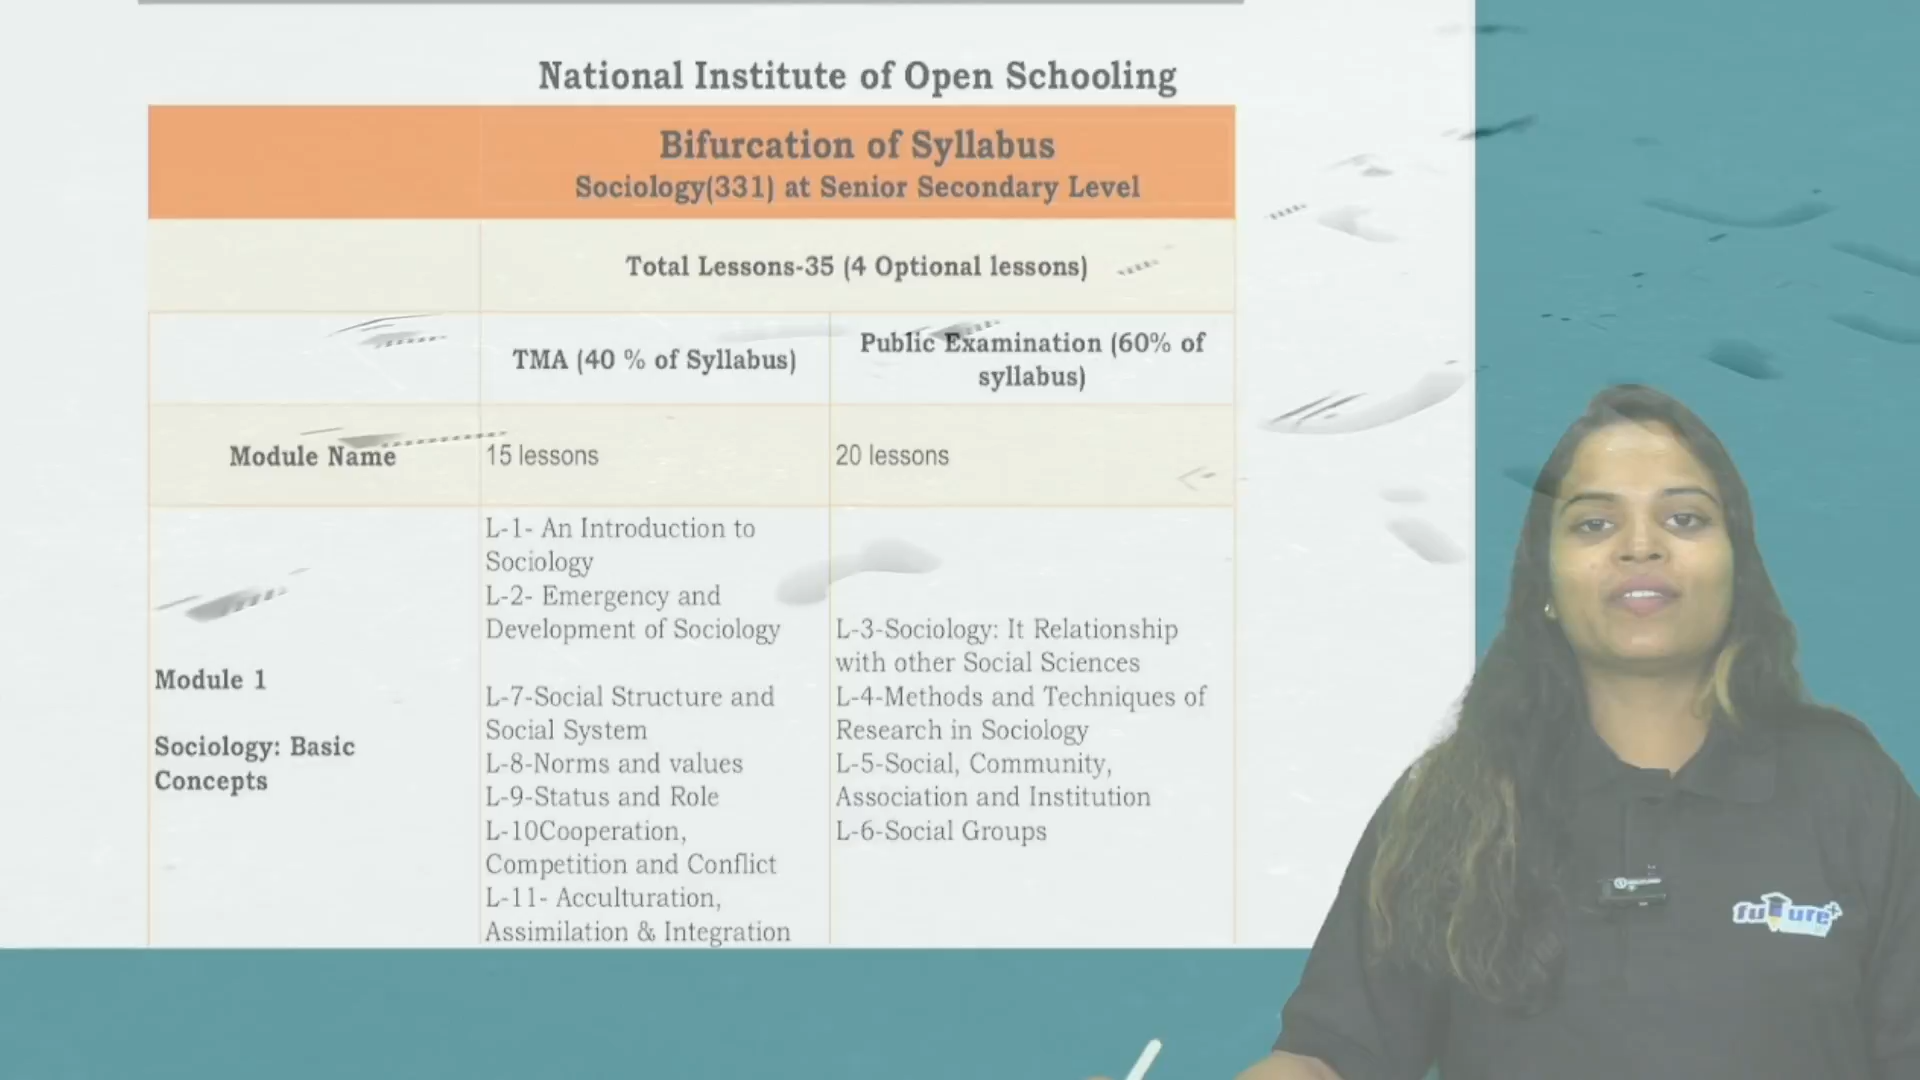 National Institute of Open Schooling
Bifurcation of Syllabus
Sociology(331) at Senior Secondary Level
Total Lessons-35 (4 Optional lessons)
TMA (40 % of Syllabus)
Public Examination (60% of
syllabus)
Module Name
15 lessons
20 lessons
Module 1
Sociology: Basic
Concepts
L-1- An Introduction to
Sociology
L-2- Emergency and
Development of Sociology
L-7-Social Structure and
Social System
L-8-Norms and values
L-9-Status and Role
L-10Cooperation,
Competition and Conflict
L-11- Acculturation,
Assimilation & Integration
L-3-Sociology: It Relationship
with other Social Sciences
L-4-Methods and Techniques of
Research in Sociology
L-5-Social, Community,
Association and Institution
L-6-Social Groups
future+